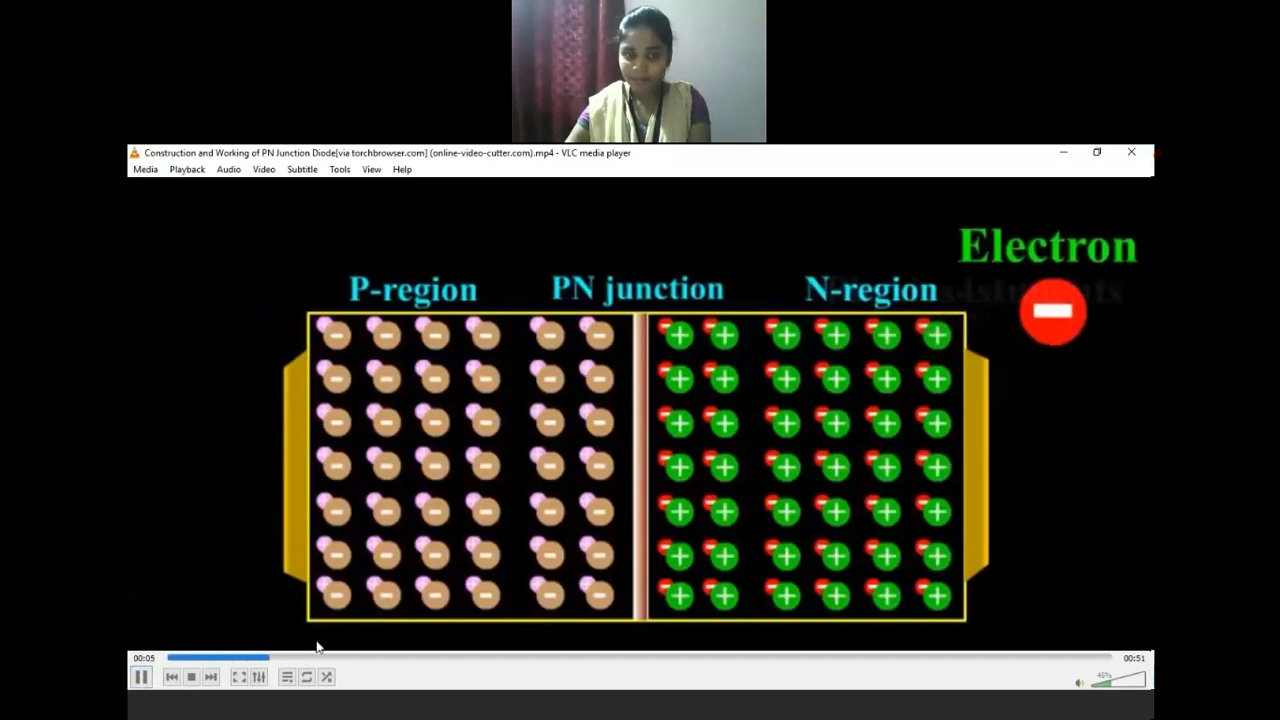 Construction and Working of PN Junction Diode[via torchbrowser.com] (online-video-cutter.com).mp4 - VLC media player
Media Playback Audio Video Subtitle Tools View Help
Electron
P-region PN junction N-region
00:05 00:51
45%